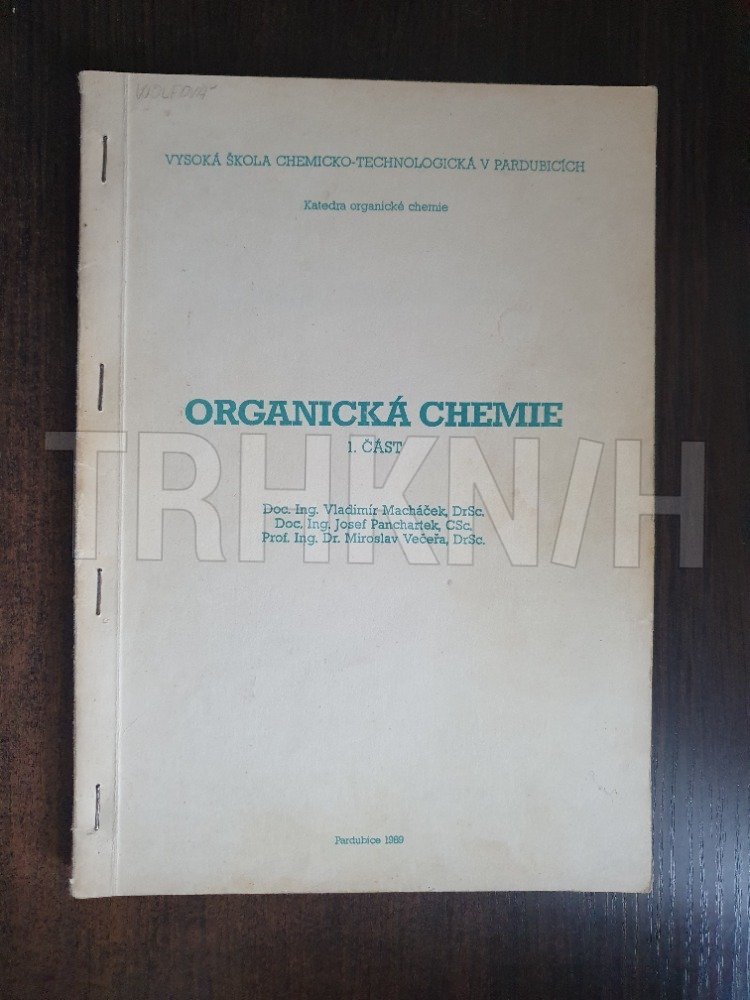 VYSOKÁ ŠKOLA CHEMICKO-TECHNOLOGICKÁ V PARDUBICÍCH
Katedra organické chemie
ORGANICKÁ CHEMIE
1. ČÁST
TRHKN/H
Doc. Ing. Vladimír Macháček, DrSc.
Doc. Ing. Josef Panchartek, CSc.
Prof. Ing. Dr. Miroslav Večeřa, DrSc.
Pardubice 1989